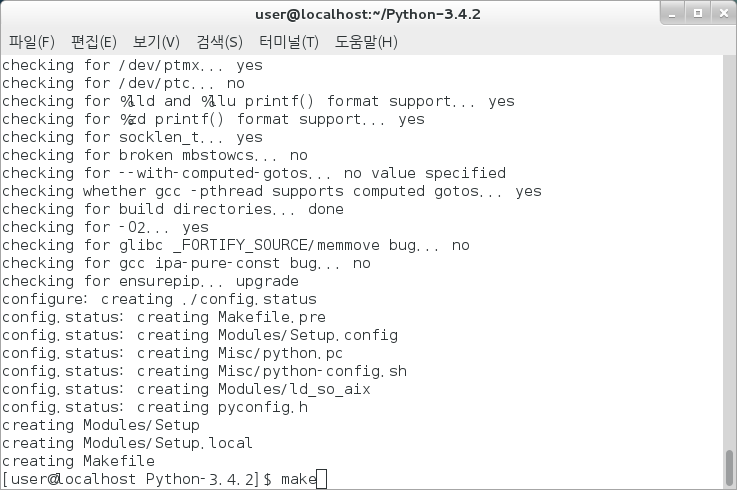 user@localhost:~/Python-3.4.2
파일(F) 편집(E) 보기(V) 검색(S) 터미널(T) 도움말(H)
checking for /dev/ptmx... yes
checking for /dev/ptc... no
checking for %lld and %llu printf() format support... yes
checking for %zd printf() format support... yes
checking for socklen_t... yes
checking for broken mbstowcs... no
checking for --with-computed-gotos... no value specified
checking whether gcc -pthread supports computed gotos... yes
checking for build directories... done
checking for -O2... yes
checking for glibc _FORTIFY_SOURCE/memmove bug... no
checking for gcc ipa-pure-const bug... no
checking for ensurepip... upgrade
configure: creating ./config.status
config.status: creating Makefile.pre
config.status: creating Modules/Setup.config
config.status: creating Misc/python.pc
config.status: creating Misc/python-config.sh
config.status: creating Modules/ld_so_aix
config.status: creating pyconfig.h
creating Modules/Setup
creating Modules/Setup.local
creating Makefile
[user@localhost Python-3.4.2]$ make